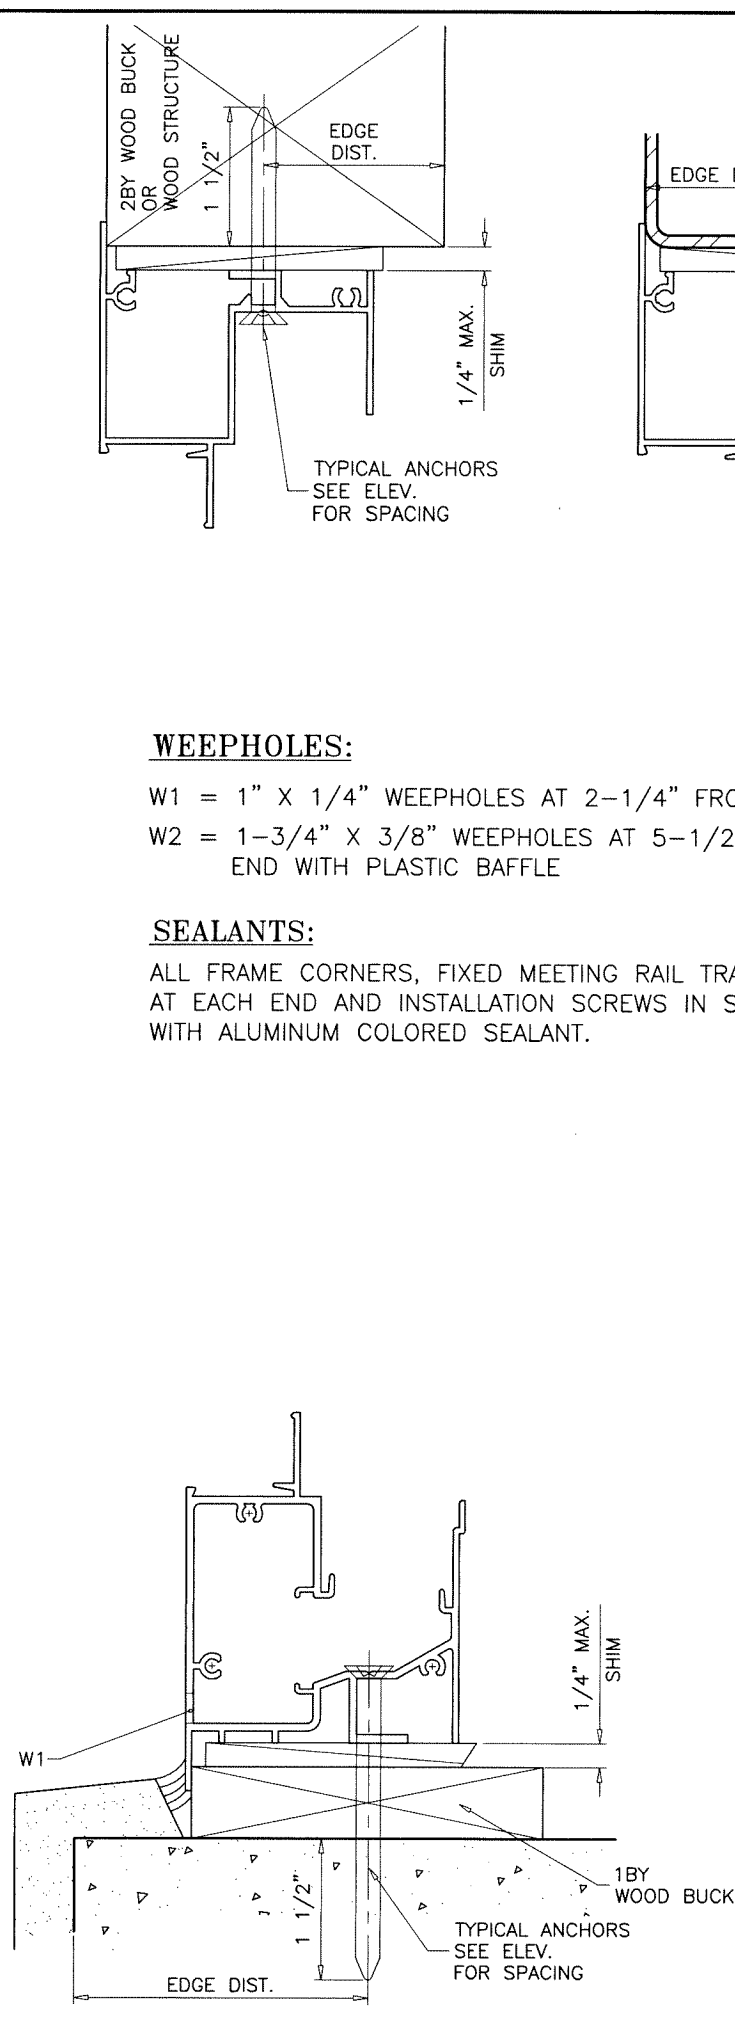 2BY WOOD BUCK
OR
WOOD STRUCTURE
1 1/2"
EDGE
DIST.
EDGE
1/4" MAX.
SHIM
TYPICAL ANCHORS
SEE ELEV.
FOR SPACING
WEEPHOLES:
W1 = 1" X 1/4" WEEPHOLES AT 2-1/4" FRO
W2 = 1-3/4" X 3/8" WEEPHOLES AT 5-1/2
END WITH PLASTIC BAFFLE
SEALANTS:
ALL FRAME CORNERS, FIXED MEETING RAIL TRA
AT EACH END AND INSTALLATION SCREWS IN S
WITH ALUMINUM COLORED SEALANT.
1/4" MAX.
SHIM
W1
1BY
WOOD BUCK
1 1/2"
TYPICAL ANCHORS
SEE ELEV.
FOR SPACING
EDGE DIST.